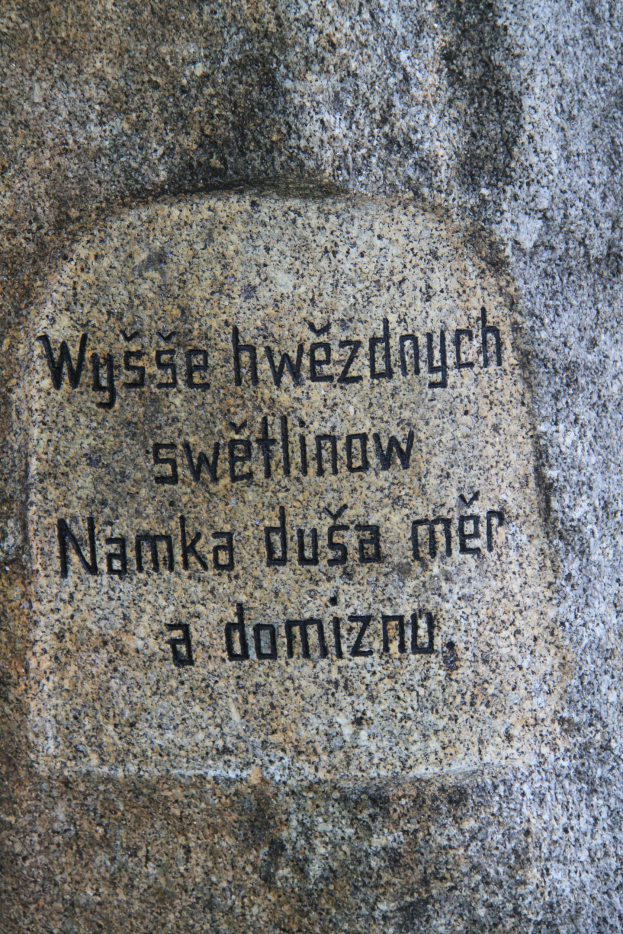 Wyšše hwězdnych
swětlinow
Namka duša měr
a domiznu.